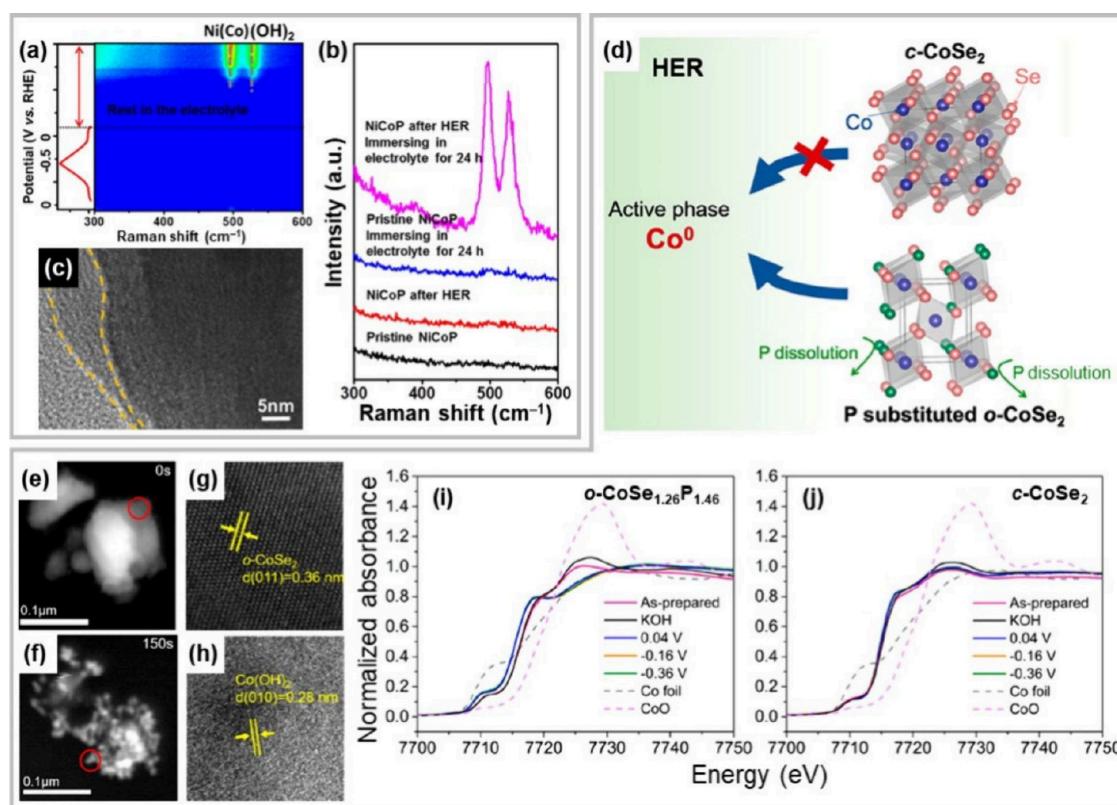 (a)
Ni(Co)(OH)2
Rest in the electrolyte
Potential (V vs. RHE)
0
-0.5
0
300
300 400 500 600
Raman shift (cm⁻¹)
(b)
Intensity (a.u.)
NiCoP after HER
Immersing in
electrolyte for 24 h
Pristine NiCoP
Immersing in
electrolyte for 24 h
NiCoP after HER
Pristine NiCoP
300 400 500 600
Raman shift (cm⁻¹)
(c)
5nm
(d)
HER
c-CoSe2
Se
Co
Active phase
Co⁰
P dissolution
P dissolution
P substituted o-CoSe2
(e)
0s
0.1μm
(f)
150s
0.1μm
(g)
o-CoSe2
d(011)=0.36 nm
(h)
Co(OH)2
d(010)=0.28 nm
(i)
o-CoSe1.26P1.46
Normalized absorbance
1.6
1.4
1.2
1.0
0.8
0.6
0.4
0.2
0.0
As-prepared
KOH
0.04 V
-0.16 V
-0.36 V
Co foil
CoO
7700 7710 7720 7730 7740 7750
(j)
c-CoSe2
1.6
1.4
1.2
1.0
0.8
0.6
0.4
0.2
0.0
As-prepared
KOH
0.04 V
-0.16 V
-0.36 V
Co foil
CoO
7700 7710 7720 7730 7740 7750
Energy (eV)